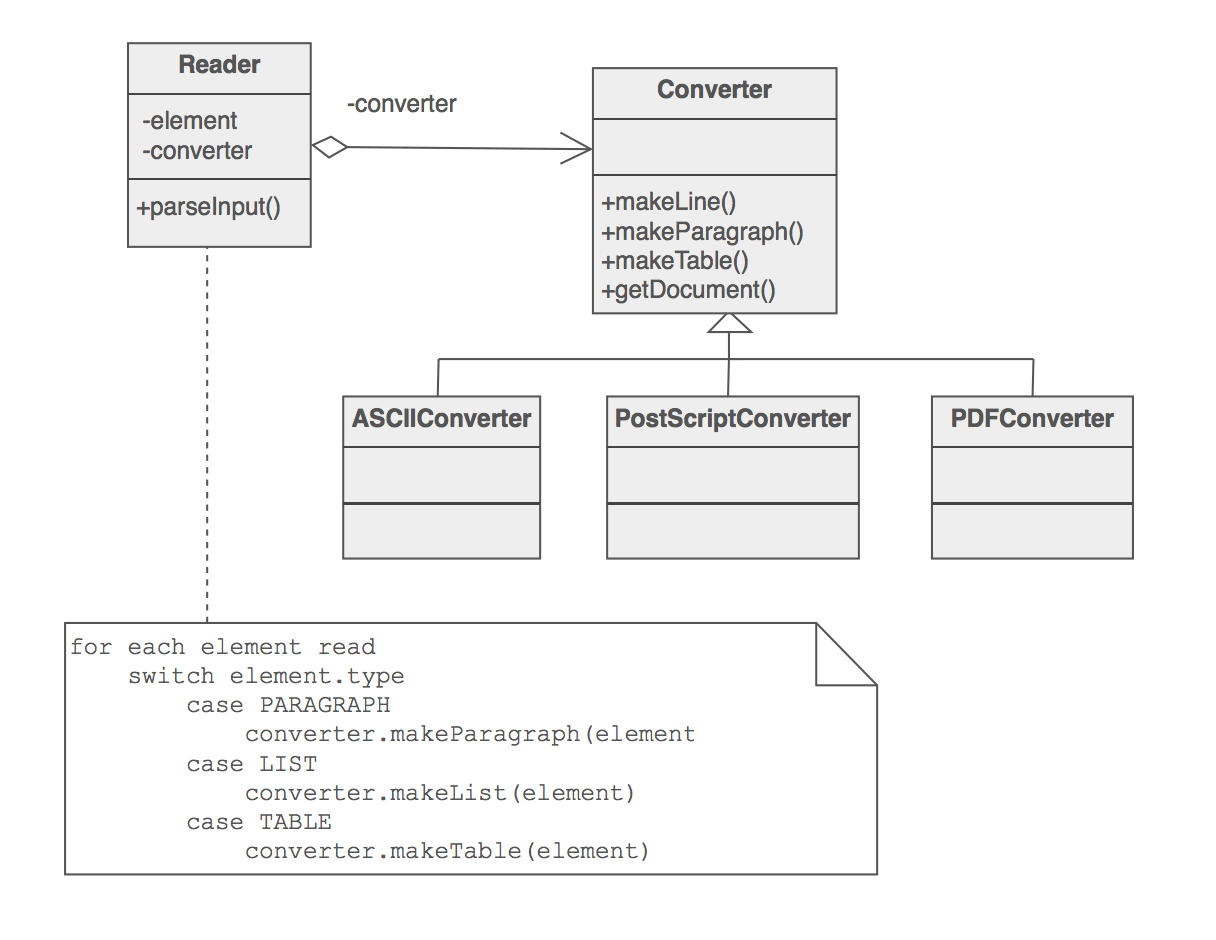 Reader
-element
-converter
+parseInput()
-converter
Converter
+makeLine()
+makeParagraph()
+makeTable()
+getDocument()
ASCIIConverter
PostScriptConverter
PDFConverter
for each element read
    switch element.type
        case PARAGRAPH
            converter.makeParagraph(element
        case LIST
            converter.makeList(element)
        case TABLE
            converter.makeTable(element)